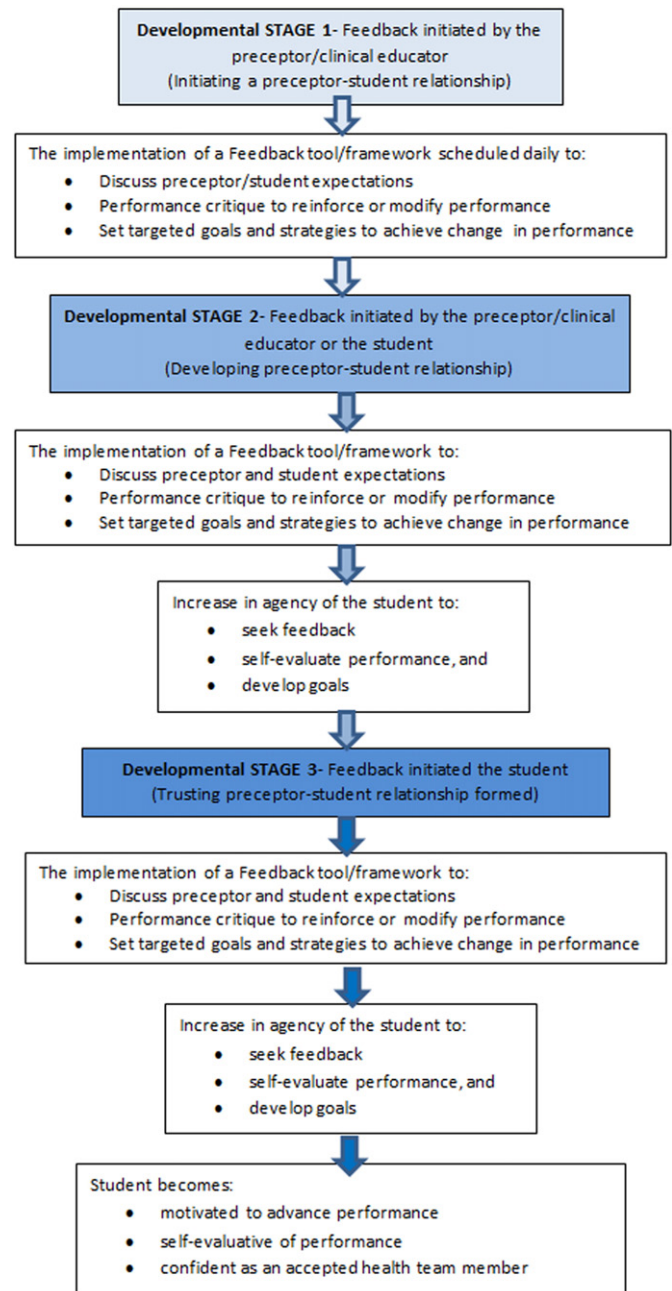 Developmental STAGE 1- Feedback initiated by the
preceptor/clinical educator
(Initiating a preceptor-student relationship)
The implementation of a Feedback tool/framework scheduled daily to:
• Discuss preceptor/student expectations
• Performance critique to reinforce or modify performance
• Set targeted goals and strategies to achieve change in performance
Developmental STAGE 2- Feedback initiated by the preceptor/clinical
educator or the student
(Developing preceptor-student relationship)
The implementation of a Feedback tool/framework to:
• Discuss preceptor and student expectations
• Performance critique to reinforce or modify performance
• Set targeted goals and strategies to achieve change in performance
Increase in agency of the student to:
• seek feedback
• self-evaluate performance, and
• develop goals
Developmental STAGE 3- Feedback initiated the student
(Trusting preceptor-student relationship formed)
The implementation of a Feedback tool/framework to:
• Discuss preceptor and student expectations
• Performance critique to reinforce or modify performance
• Set targeted goals and strategies to achieve change in performance
Increase in agency of the student to:
• seek feedback
• self-evaluate performance, and
• develop goals
Student becomes:
• motivated to advance performance
• self-evaluative of performance
• confident as an accepted health team member